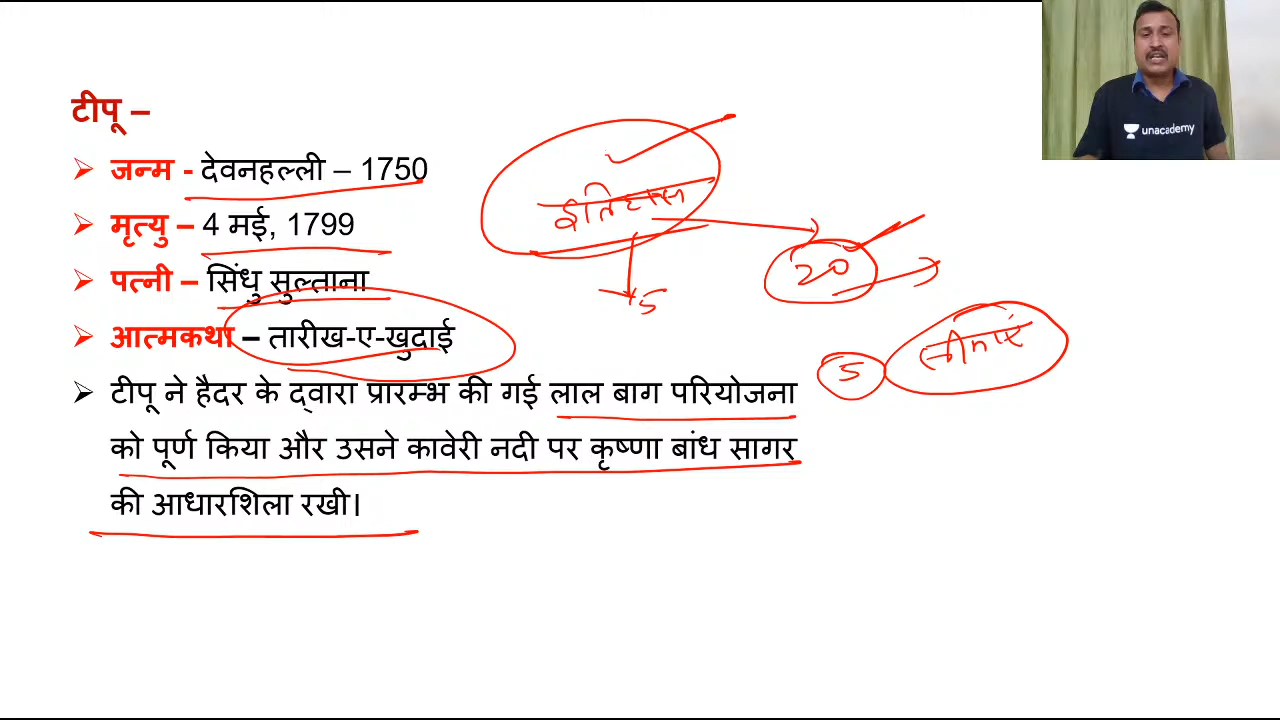 टीपू –
जन्म - देवनहल्ली – 1750
मृत्यु – 4 मई, 1799
पत्नी – सिंधु सुल्ताना
आत्मकथा – तारीख-ए-खुदाई
टीपू ने हैदर के द्वारा प्रारम्भ की गई लाल बाग परियोजना
को पूर्ण किया और उसने कावेरी नदी पर कृष्णा बांध सागर
की आधारशिला रखी।
इतिहास
20
5
5
unacademy